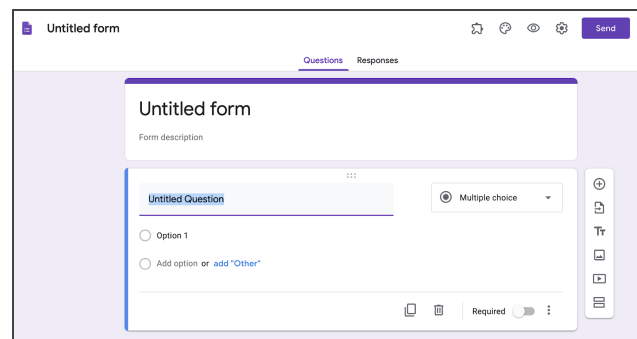 Untitled form
Send
Questions Responses
Untitled form
Form description
Untitled Question
Multiple choice
Option 1
Add option or add "Other"
Tт
Required